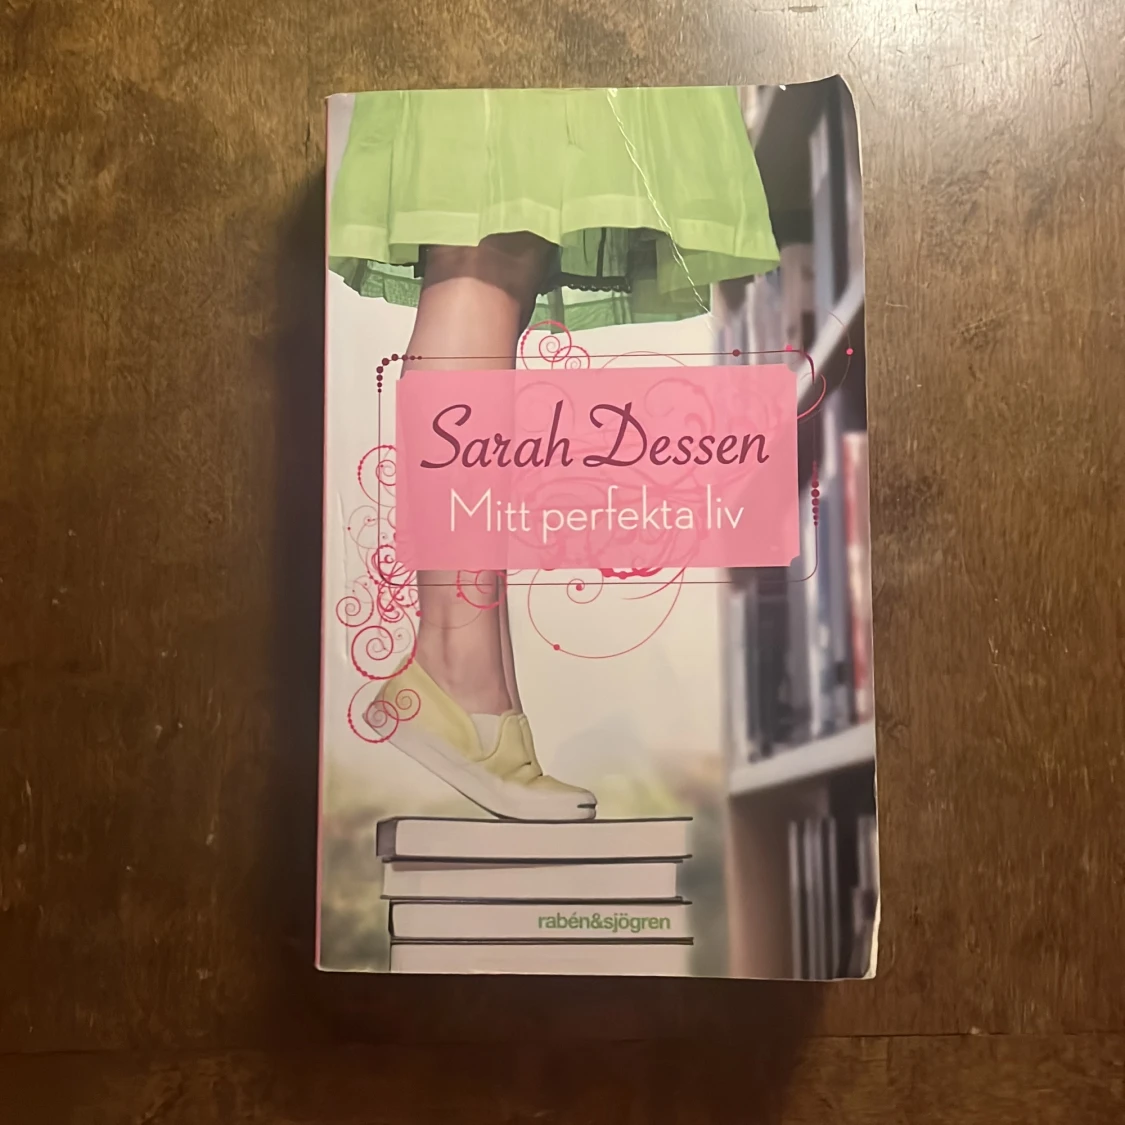 Sarah Dessen
Mitt perfekta liv
rabén&sjögren